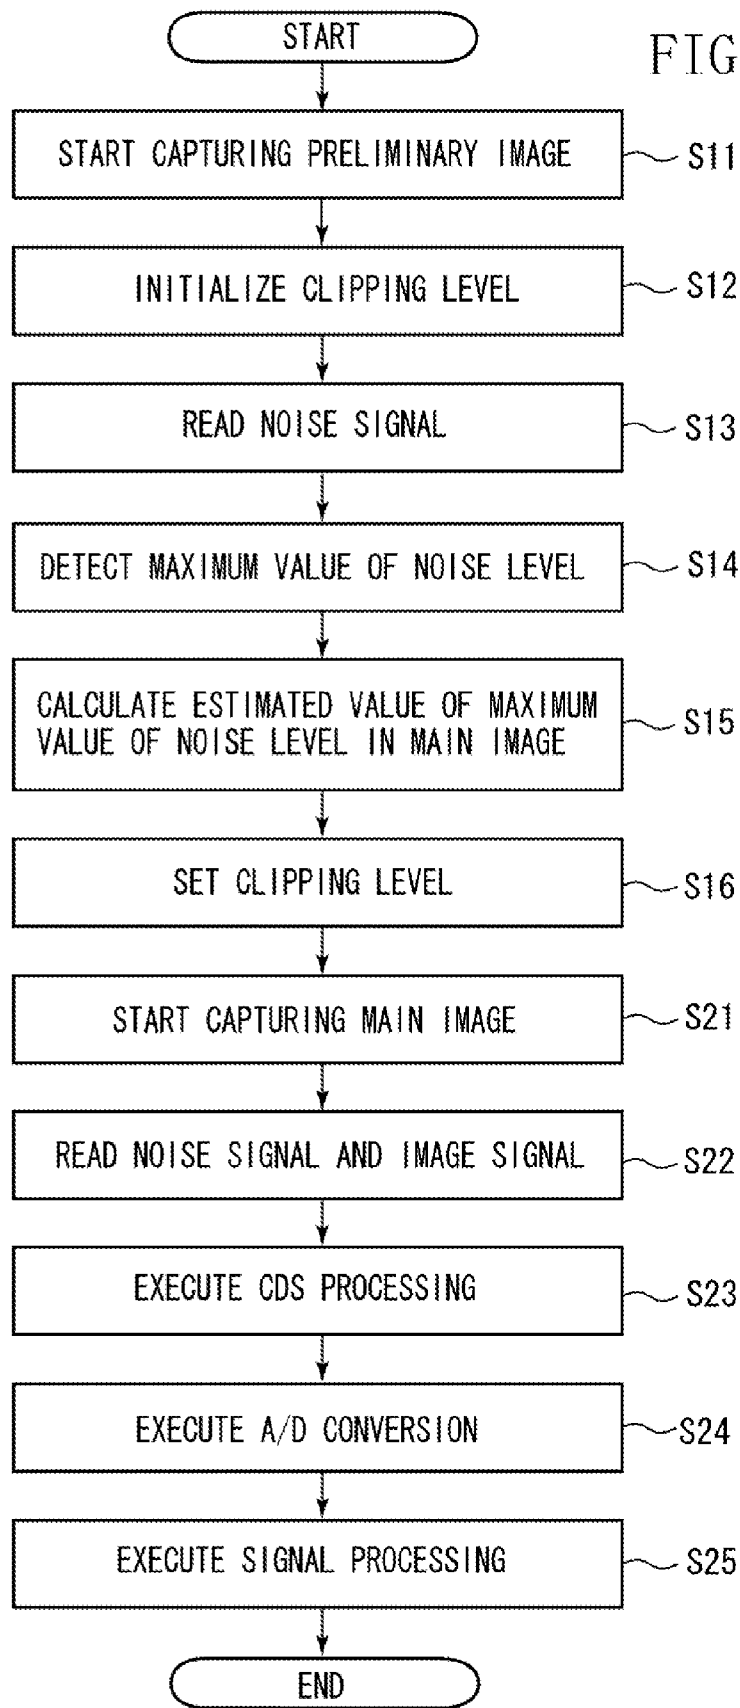 START
FIG
START CAPTURING PRELIMINARY IMAGE
S11
INITIALIZE CLIPPING LEVEL
S12
READ NOISE SIGNAL
S13
DETECT MAXIMUM VALUE OF NOISE LEVEL
S14
CALCULATE ESTIMATED VALUE OF MAXIMUM
VALUE OF NOISE LEVEL IN MAIN IMAGE
S15
SET CLIPPING LEVEL
S16
START CAPTURING MAIN IMAGE
S21
READ NOISE SIGNAL AND IMAGE SIGNAL
S22
EXECUTE CDS PROCESSING
S23
EXECUTE A/D CONVERSION
S24
EXECUTE SIGNAL PROCESSING
S25
END